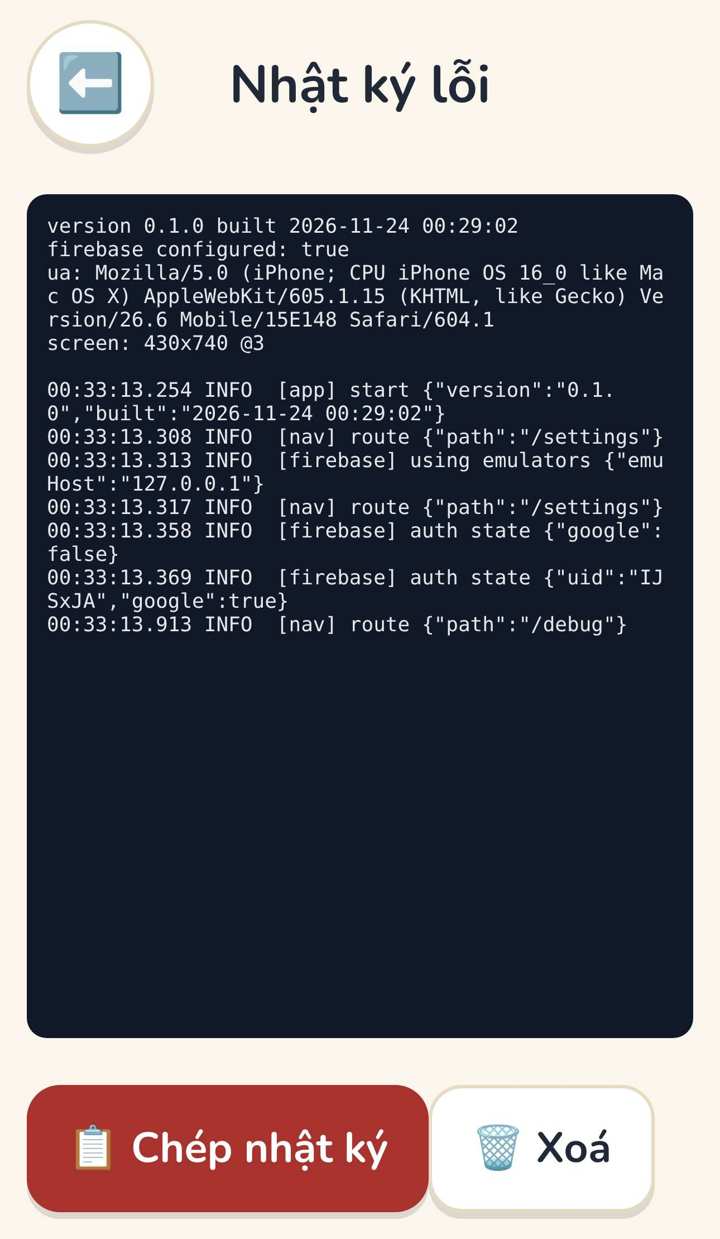 Nhật ký lỗi
version 0.1.0 built 2026-11-24 00:29:02
firebase configured: true
ua: Mozilla/5.0 (iPhone; CPU iPhone OS 16_0 like Ma
c OS X) AppleWebKit/605.1.15 (KHTML, like Gecko) Ve
rsion/26.6 Mobile/15E148 Safari/604.1
screen: 430x740 @3
00:33:13.254 INFO  [app] start {"version":"0.1.
0","built":"2026-11-24 00:29:02"}
00:33:13.308 INFO  [nav] route {"path":"/settings"}
00:33:13.313 INFO  [firebase] using emulators {"emu
Host":"127.0.0.1"}
00:33:13.317 INFO  [nav] route {"path":"/settings"}
00:33:13.358 INFO  [firebase] auth state {"google":
false}
00:33:13.369 INFO  [firebase] auth state {"uid":"IJ
SxJA","google":true}
00:33:13.913 INFO  [nav] route {"path":"/debug"}
Chép nhật ký
Xoá